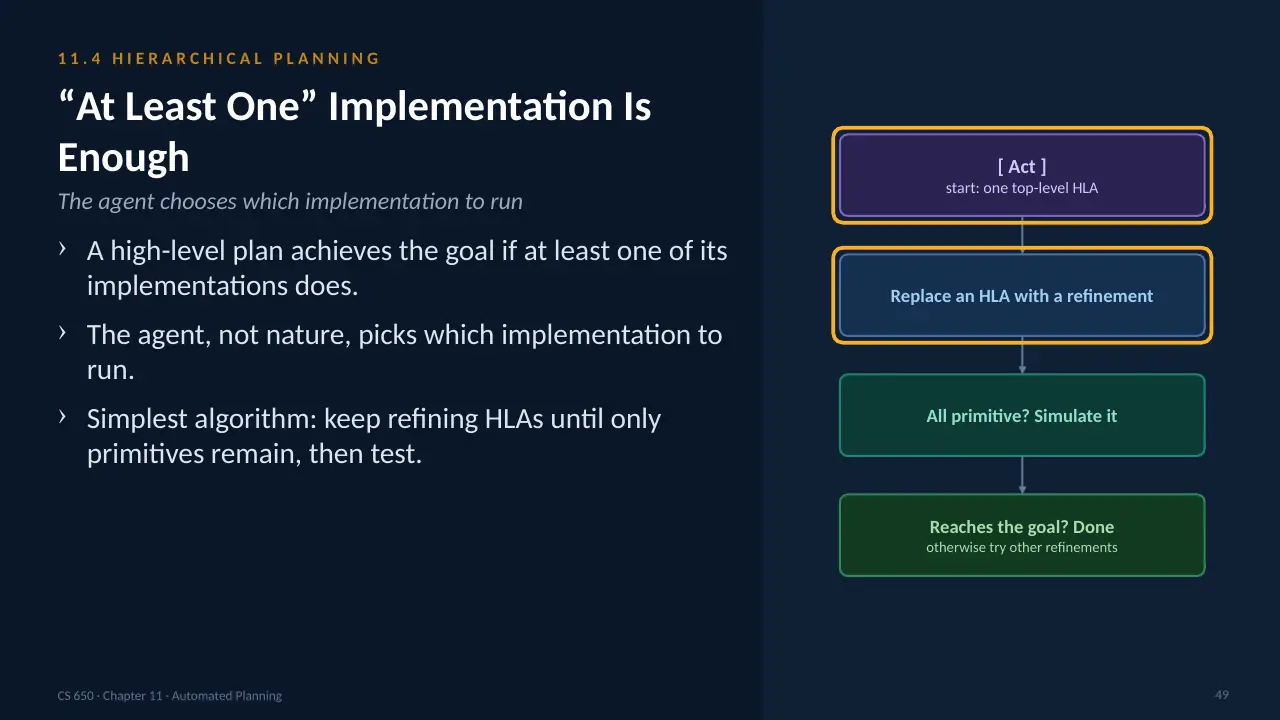 11.4 HIERARCHICAL PLANNING
“At Least One” Implementation Is
Enough
The agent chooses which implementation to run
› A high-level plan achieves the goal if at least one of its
implementations does.
› The agent, not nature, picks which implementation to
run.
› Simplest algorithm: keep refining HLAs until only
primitives remain, then test.
[ Act ]
start: one top-level HLA
Replace an HLA with a refinement
All primitive? Simulate it
Reaches the goal? Done
otherwise try other refinements
CS 650 · Chapter 11 · Automated Planning
49